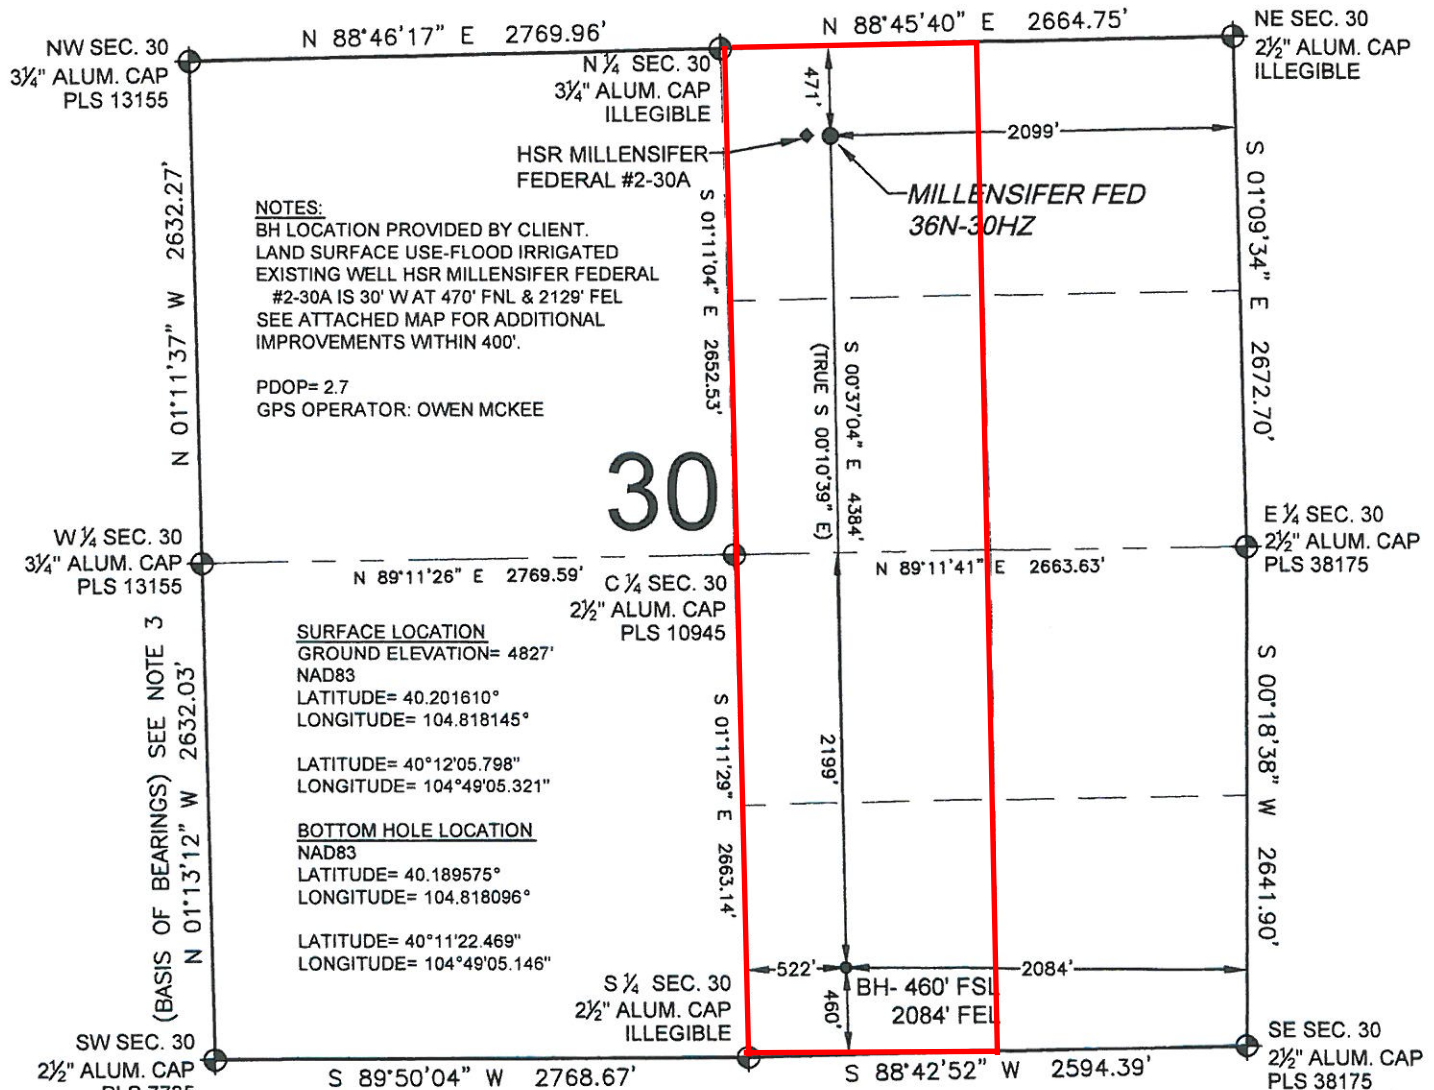 N 88°46'17" E 2769.96'
N 88°45'40" E 2664.75'
NW SEC. 30
3¼" ALUM. CAP
PLS 13155
N ¼ SEC. 30
3¼" ALUM. CAP
ILLEGIBLE
NE SEC. 30
2½" ALUM. CAP
ILLEGIBLE
471'
2099'
HSR MILLENSIFER
FEDERAL #2-30A
MILLENSIFER FED
36N-30HZ
N 01°11'37" W 2632.27'
NOTES:
BH LOCATION PROVIDED BY CLIENT.
LAND SURFACE USE-FLOOD IRRIGATED
EXISTING WELL HSR MILLENSIFER FEDERAL
#2-30A IS 30' W AT 470' FNL & 2129' FEL
SEE ATTACHED MAP FOR ADDITIONAL
IMPROVEMENTS WITHIN 400'.
PDOP= 2.7
GPS OPERATOR: OWEN MCKEE
S 01°11'04" E 2652.53'
S 00°37'04" E 4384'
(TRUE S 00°10'39" E)
S 01°09'34" E 2672.70'
30
W ¼ SEC. 30
3¼" ALUM. CAP
PLS 13155
N 89°11'26" E 2769.59'
C ¼ SEC. 30
2½" ALUM. CAP
PLS 10945
N 89°11'41" E 2663.63'
E ¼ SEC. 30
2½" ALUM. CAP
PLS 38175
(BASIS OF BEARINGS) SEE NOTE 3
N 01°13'12" W 2632.03'
SURFACE LOCATION
GROUND ELEVATION= 4827'
NAD83
LATITUDE= 40.201610°
LONGITUDE= 104.818145°
LATITUDE= 40°12'05.798"
LONGITUDE= 104°49'05.321"
BOTTOM HOLE LOCATION
NAD83
LATITUDE= 40.189575°
LONGITUDE= 104.818096°
LATITUDE= 40°11'22.469"
LONGITUDE= 104°49'05.146"
S 01°11'29" E 2663.14'
2199'
S 00°18'38" W 2641.90'
522'
2084'
460'
BH- 460' FSL
2084' FEL
S ¼ SEC. 30
2½" ALUM. CAP
ILLEGIBLE
SW SEC. 30
2½" ALUM. CAP
S 89°50'04" W 2768.67'
S 88°42'52" W 2594.39'
SE SEC. 30
2½" ALUM. CAP
PLS 38175